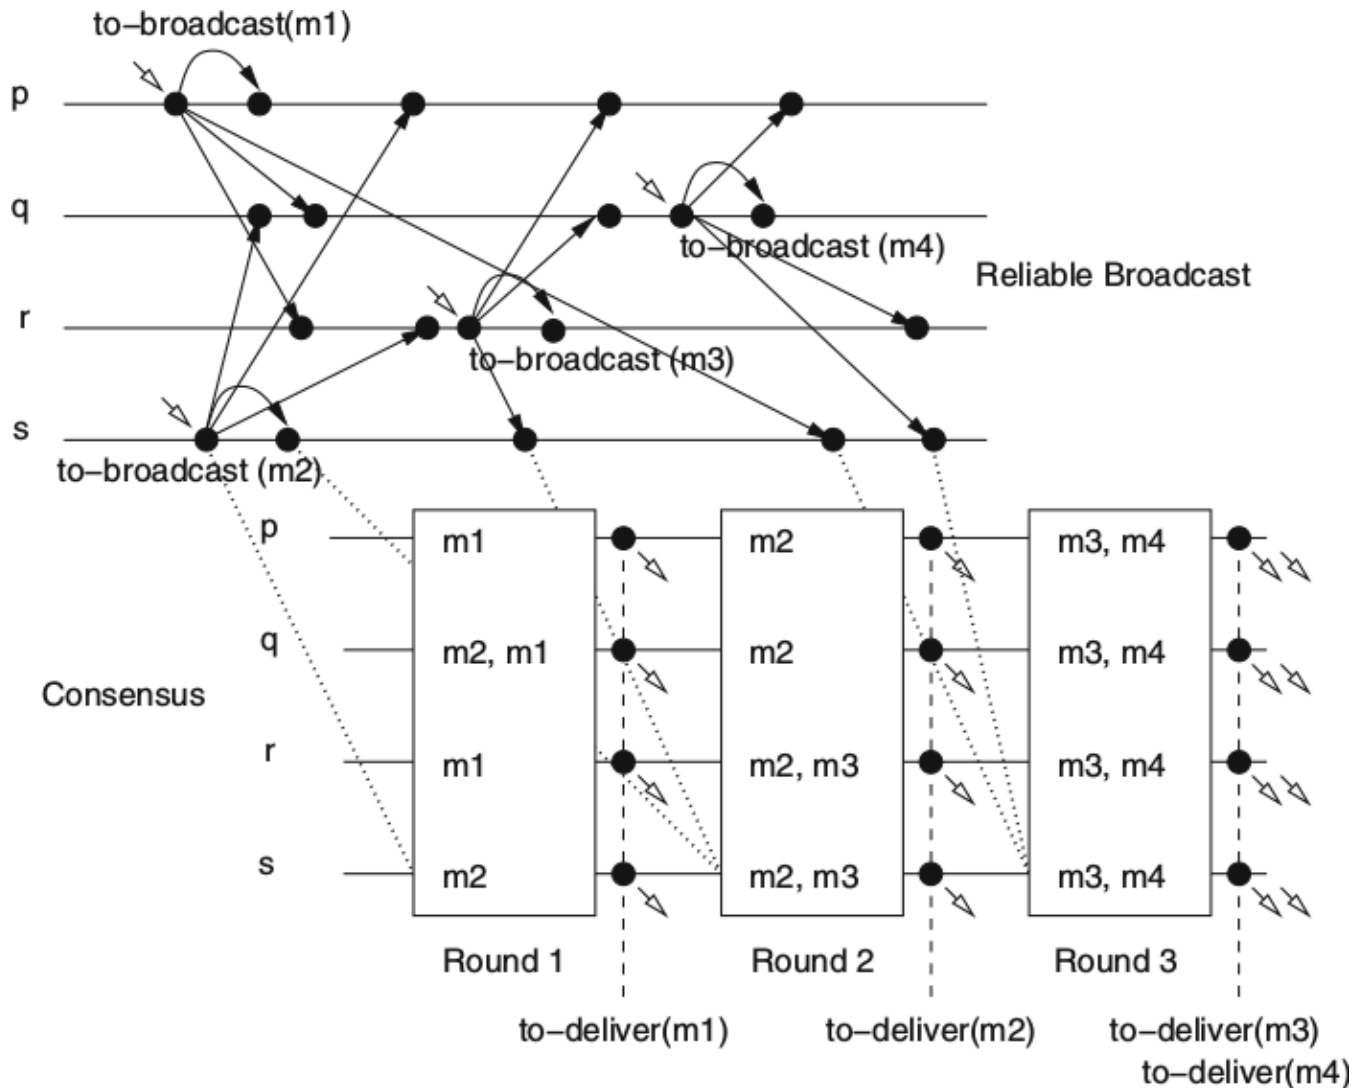 to–broadcast(m1)
p
q
to–broadcast (m4)
Reliable Broadcast
r
to–broadcast (m3)
s
to–broadcast (m2)
p m1 m2 m3, m4
q m2, m1 m2 m3, m4
Consensus
r m1 m2, m3 m3, m4
s m2 m2, m3 m3, m4
Round 1 Round 2 Round 3
to–deliver(m1) to–deliver(m2) to–deliver(m3)
to–deliver(m4)